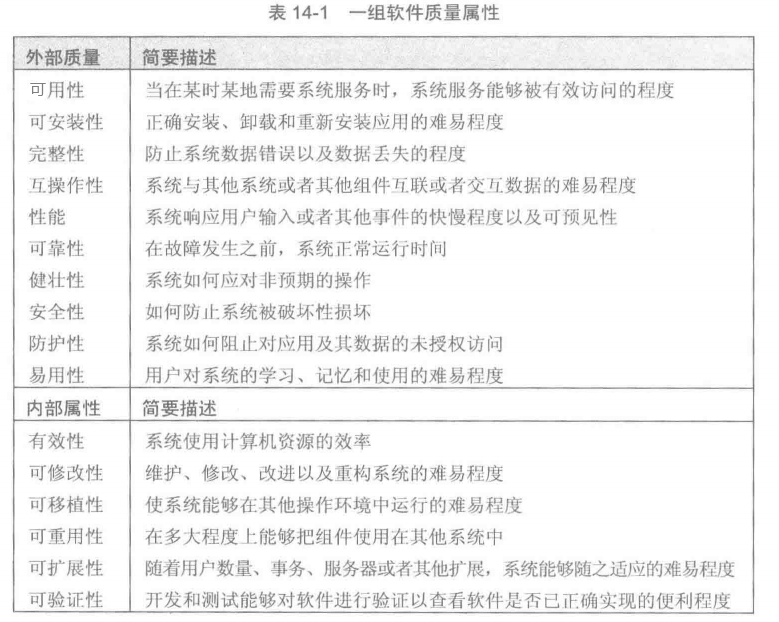 表 14-1 一组软件质量属性
外部质量 简要描述
可用性 当在某时某地需要系统服务时，系统服务能够被有效访问的程度
可安装性 正确安装、卸载和重新安装应用的难易程度
完整性 防止系统数据错误以及数据丢失的程度
互操作性 系统与其他系统或者其他组件互联或者交互数据的难易程度
性能 系统响应用户输入或者其他事件的快慢程度以及可预见性
可靠性 在故障发生之前，系统正常运行时间
健壮性 系统如何应对非预期的操作
安全性 如何防止系统被破坏性损坏
防护性 系统如何阻止对应用及其数据的未授权访问
易用性 用户对系统的学习、记忆和使用的难易程度
内部属性 简要描述
有效性 系统使用计算机资源的效率
可修改性 维护、修改、改进以及重构系统的难易程度
可移植性 使系统能够在其他操作环境中运行的难易程度
可重用性 在多大程度上能够把组件使用在其他系统中
可扩展性 随着用户数量、事务、服务器或者其他扩展，系统能够随之适应的难易程度
可验证性 开发和测试能够对软件进行验证以查看软件是否已正确实现的便利程度